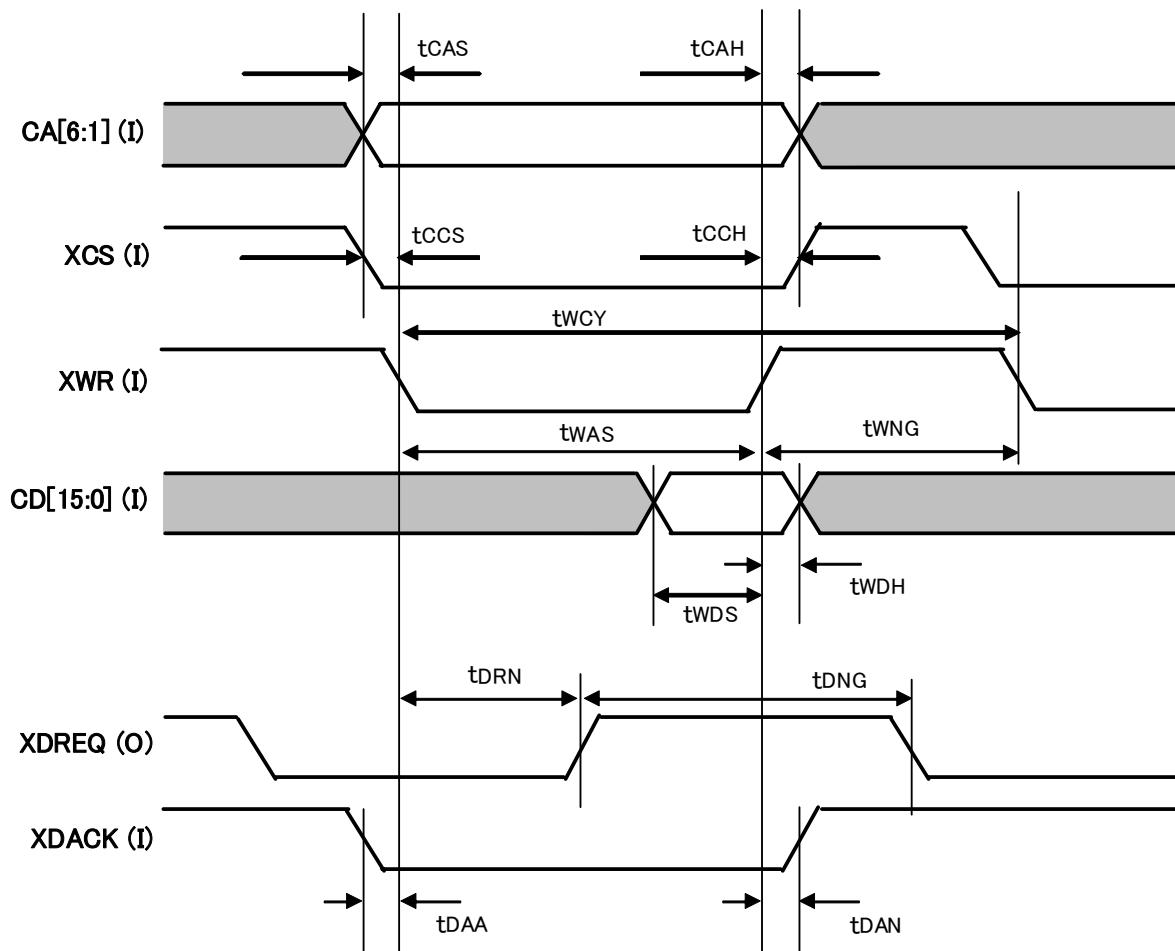 tCAS tCAH
CA[6:1] (I)
tCCS tCCH
XCS (I)
tWCY
XWR (I)
tWAS tWNG
CD[15:0] (I)
tWDH
tWDS
tDRN tDNG
XDREQ (O)
XDACK (I)
tDAA tDAN